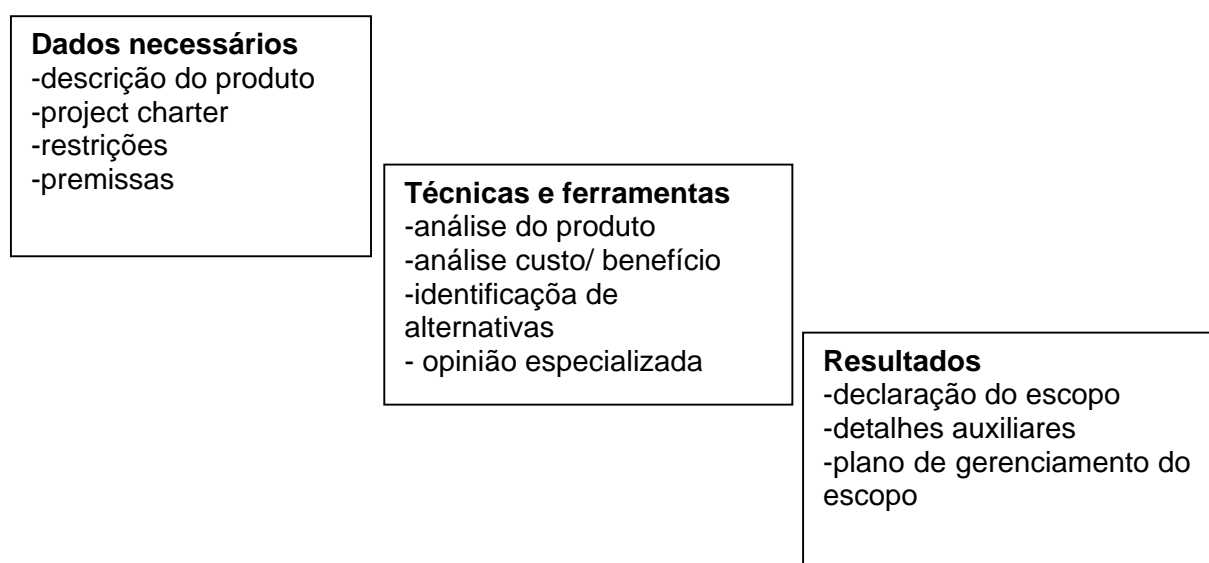 Dados necessários
-descrição do produto
-project charter
-restrições
-premissas
Técnicas e ferramentas
-análise do produto
-análise custo/ benefício
-identificaçõa de
alternativas
- opinião especializada
Resultados
-declaração do escopo
-detalhes auxiliares
-plano de gerenciamento do
escopo